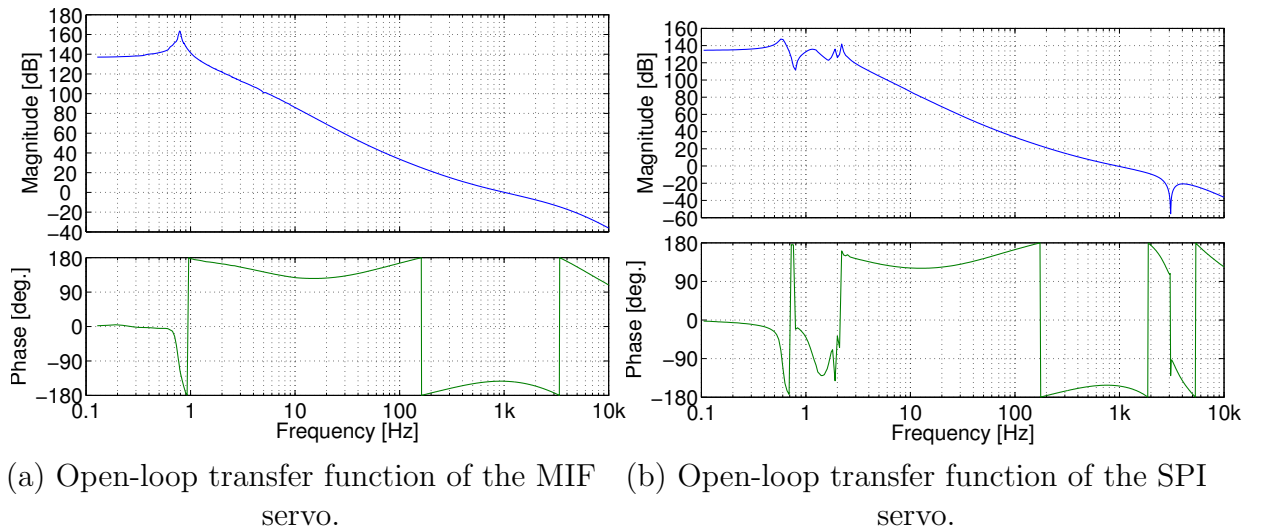 180
160
140
120
100
80
60
40
20
0
−20
−40
Magnitude [dB]
180
90
0
−90
−180
Phase [deg.]
0.1 1 10 100 1k 10k
Frequency [Hz]
(a) Open-loop transfer function of the MIF
servo.
160
140
120
100
80
60
40
20
0
−20
−40
−60
Magnitude [dB]
180
90
0
−90
−180
Phase [deg.]
0.1 1 10 100 1k 10k
Frequency [Hz]
(b) Open-loop transfer function of the SPI
servo.